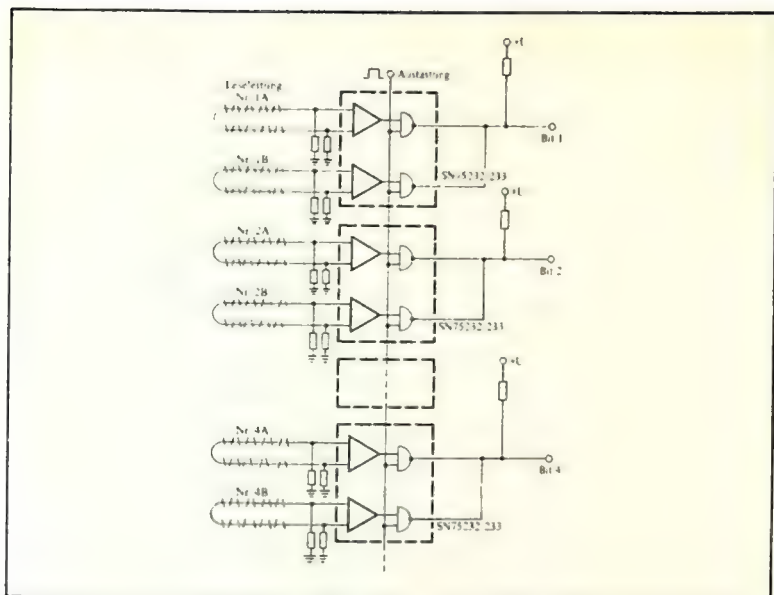 +U
Austastung
Leseleitung
Nr. 1A
Bit 1
Nr. 1B
SN75232-233
+U
Nr. 2A
Bit 2
Nr. 2B
SN75232-233
+U
Nr. 4A
Bit 4
Nr. 4B
SN75232-233